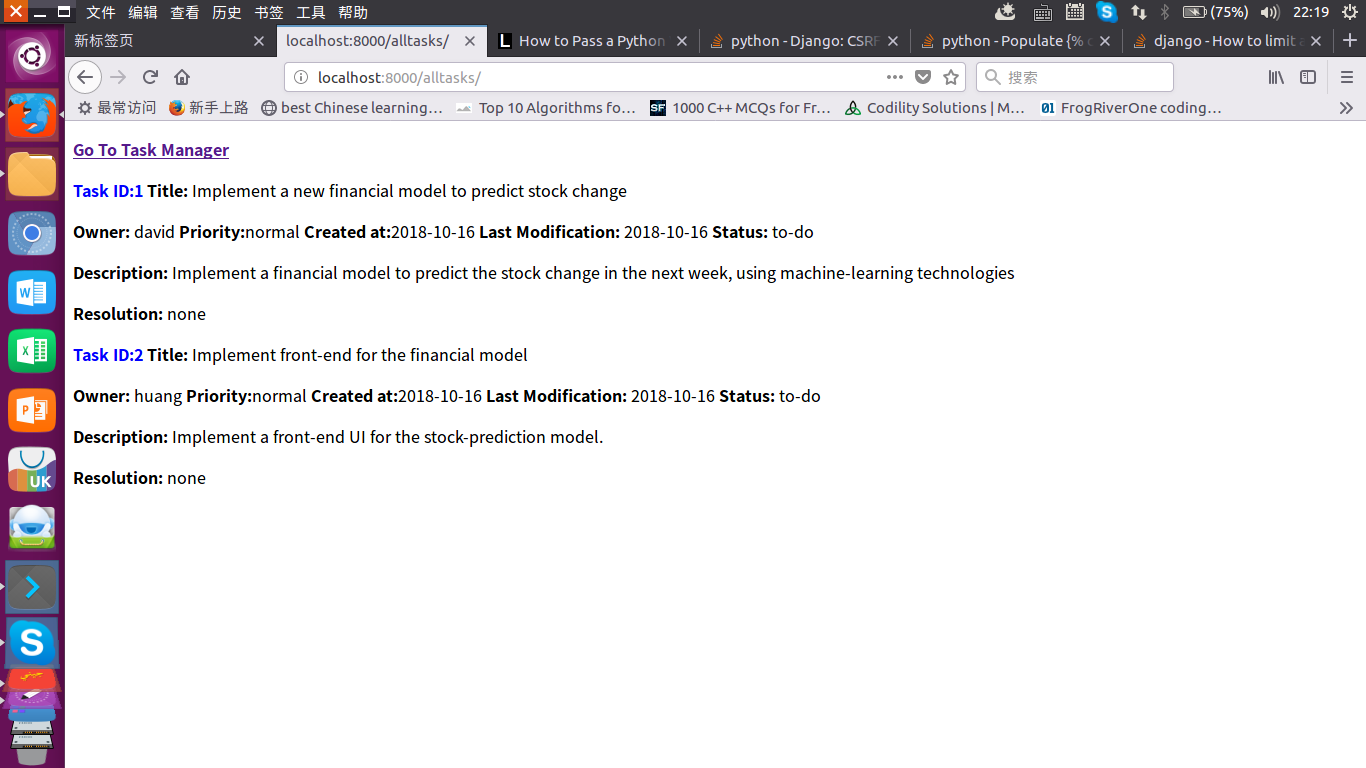 文件 编辑 查看 历史 书签 工具 帮助 (75%) 22:19
新标签页 localhost:8000/alltasks/ How to Pass a Python python - Django: CSRF python - Populate {% c django - How to limit a
localhost:8000/alltasks/ 搜索
最常访问 新手上路 best Chinese learning… Top 10 Algorithms fo… SF 1000 C++ MCQs for Fr… Codility Solutions | M… 01 FrogRiverOne coding…
Go To Task Manager
Task ID:1 Title: Implement a new financial model to predict stock change
Owner: david Priority:normal Created at:2018-10-16 Last Modification: 2018-10-16 Status: to-do
Description: Implement a financial model to predict the stock change in the next week, using machine-learning technologies
Resolution: none
Task ID:2 Title: Implement front-end for the financial model
Owner: huang Priority:normal Created at:2018-10-16 Last Modification: 2018-10-16 Status: to-do
Description: Implement a front-end UI for the stock-prediction model.
Resolution: none
W
X
P
UK
S